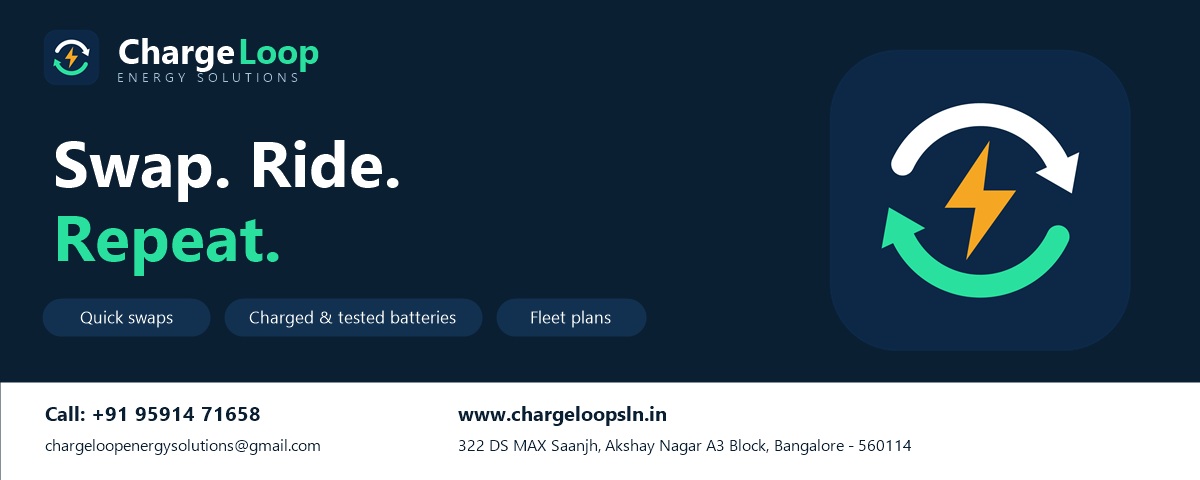 ChargeLoop
ENERGY SOLUTIONS
Swap. Ride.
Repeat.
Quick swaps
Charged & tested batteries
Fleet plans
Call: +91 95914 71658
chargeloopenergysolutions@gmail.com
www.chargeloopsln.in
322 DS MAX Saanjh, Akshay Nagar A3 Block, Bangalore - 560114